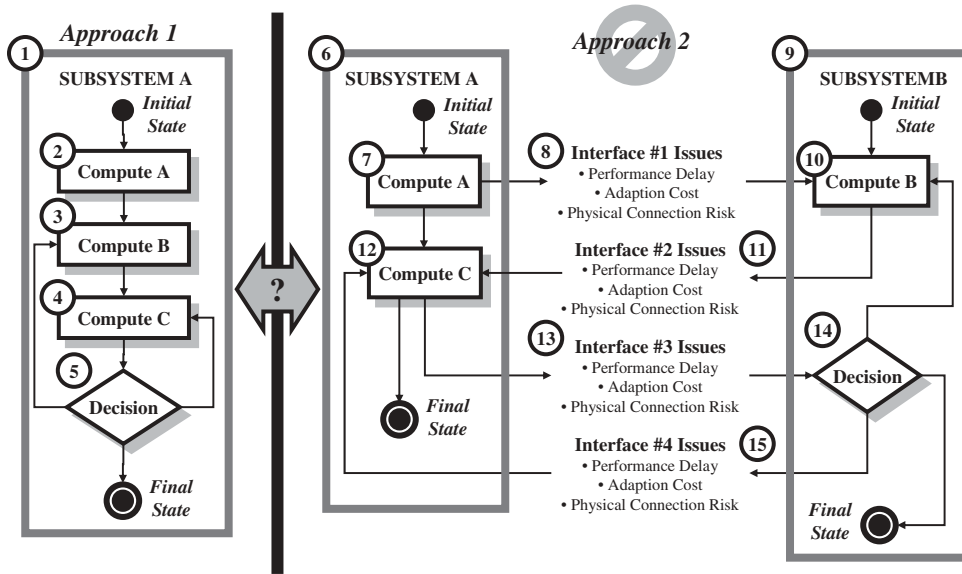 Approach 1
1
SUBSYSTEM A
Initial
State
2
Compute A
3
Compute B
4
Compute C
5
Decision
Final
State
?
Approach 2
6
SUBSYSTEM A
Initial
State
7
Compute A
12
Compute C
Final
State
8
Interface #1 Issues
• Performance Delay
• Adaption Cost
• Physical Connection Risk
Interface #2 Issues
11
• Performance Delay
• Adaption Cost
• Physical Connection Risk
13
Interface #3 Issues
• Performance Delay
• Adaption Cost
• Physical Connection Risk
Interface #4 Issues
15
• Performance Delay
• Adaption Cost
• Physical Connection Risk
9
SUBSYSTEMB
Initial
State
10
Compute B
14
Decision
Final
State